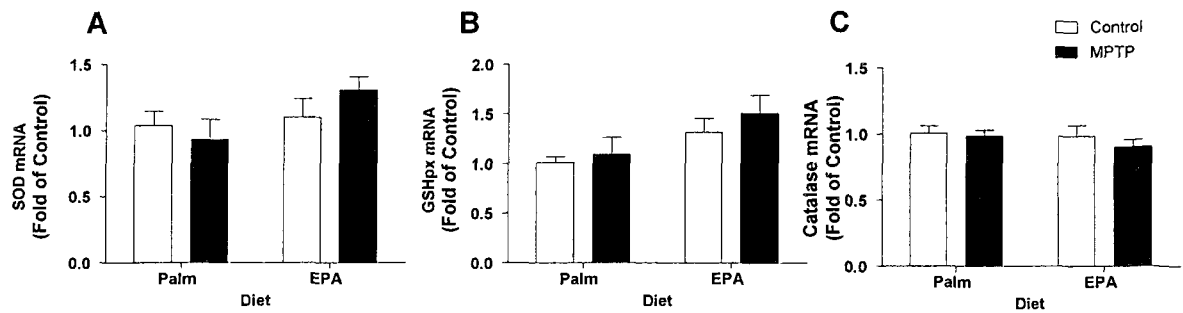 A
SOD mRNA
(Fold of Control)
1.5
1.0
0.5
0.0
Palm EPA
Diet
B
GSHpx mRNA
(Fold of Control)
2.0
1.5
1.0
1.5
0.0
Palm EPA
Diet
C
Control
MPTP
Catalase mRNA
(Fold of Control)
1.5
1.0
0.5
0.0
Palm EPA
Diet